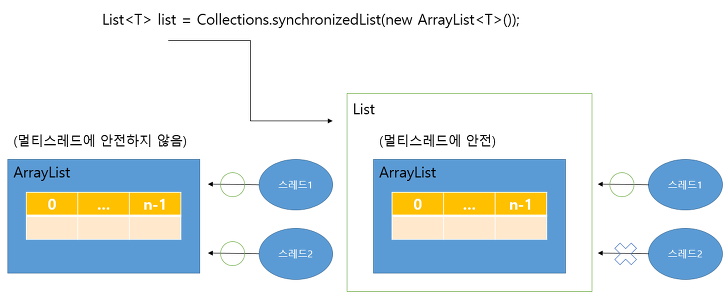 List<T> list = Collections.synchronizedList(new ArrayList<T>());
(멀티스레드에 안전하지 않음)
ArrayList
0 ... n-1
스레드1
스레드2
List
(멀티스레드에 안전)
ArrayList
0 ... n-1
스레드1
스레드2